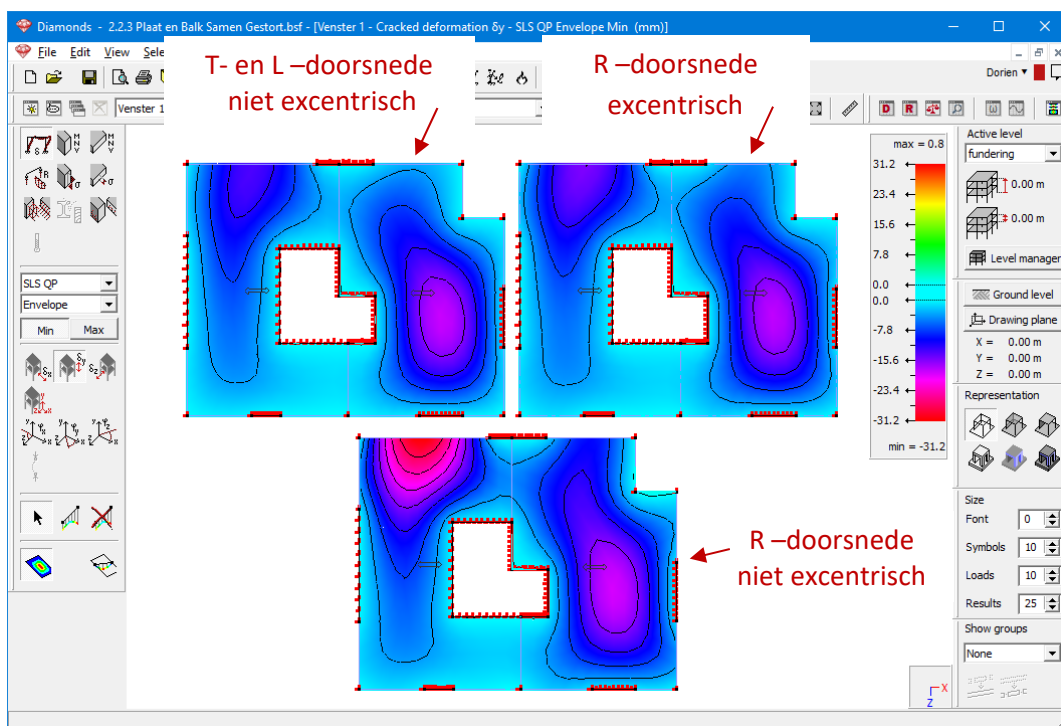 Diamonds - 2.2.3 Plaat en Balk Samen Gestort.bsf - [Venster 1 - Cracked deformation δy - SLS QP Envelope Min (mm)]
File Edit View Sele
Dorien
Venster 1
T- en L –doorsnede
niet excentrisch
R –doorsnede
excentrisch
R –doorsnede
niet excentrisch
SLS QP
Envelope
Min Max
max = 0.8
31.2
23.4
15.6
7.8
0.0
0.0
-7.8
-15.6
-23.4
-31.2
min = -31.2
Active level
fundering
0.00 m
0.00 m
Level manager
Ground level
Drawing plane
X = 0.00 m
Y = 0.00 m
Z = 0.00 m
Representation
Size
Font 0
Symbols 10
Loads 10
Results 25
Show groups
None
X
Z